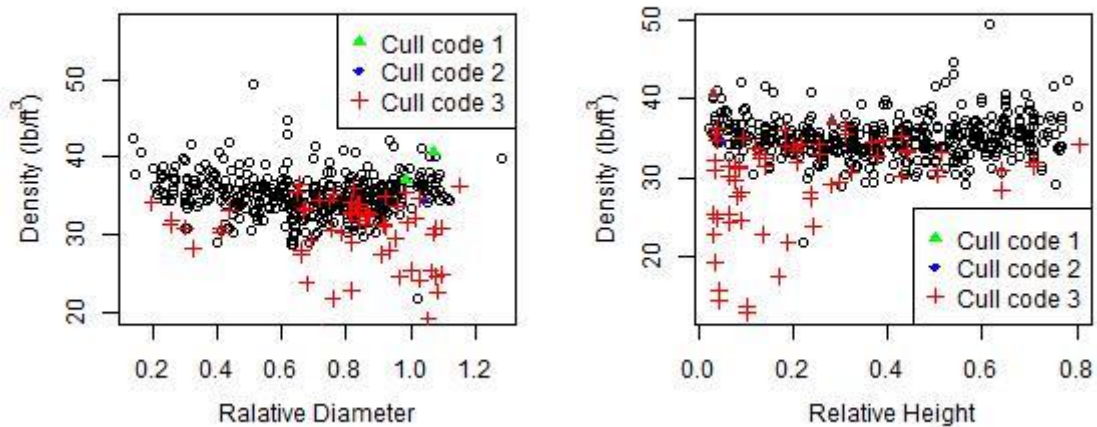 Cull code 1
Cull code 2
Cull code 3
50
40
30
20
Density (lb/ft³)
0.2 0.4 0.6 0.8 1.0 1.2
Ralative Diameter
50
40
30
20
Density (lb/ft³)
Cull code 1
Cull code 2
Cull code 3
0.0 0.2 0.4 0.6 0.8
Relative Height